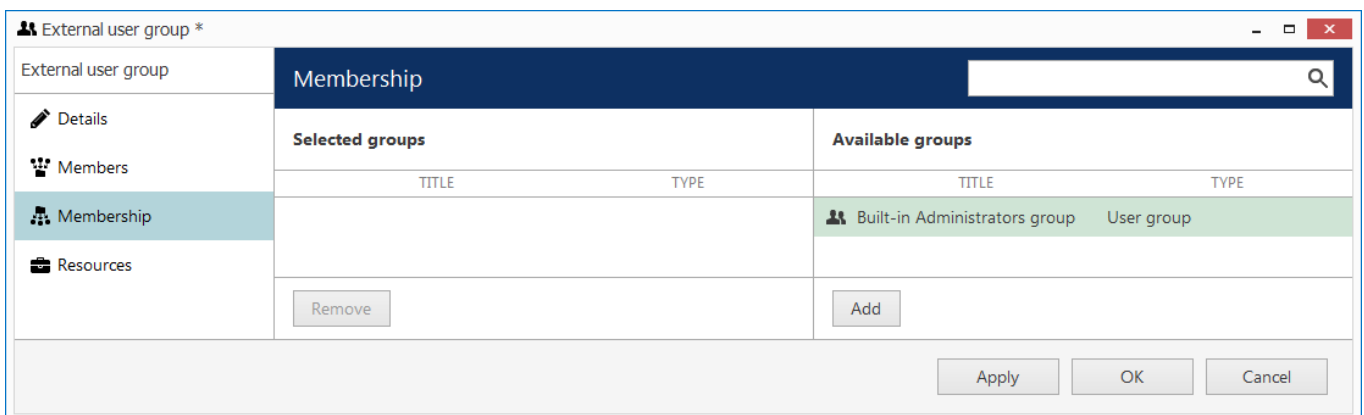 External user group *
External user group
Details
Members
Membership
Resources
Membership
Selected groups
TITLE TYPE
Remove
Available groups
TITLE TYPE
Built-in Administrators group User group
Add
Apply OK Cancel